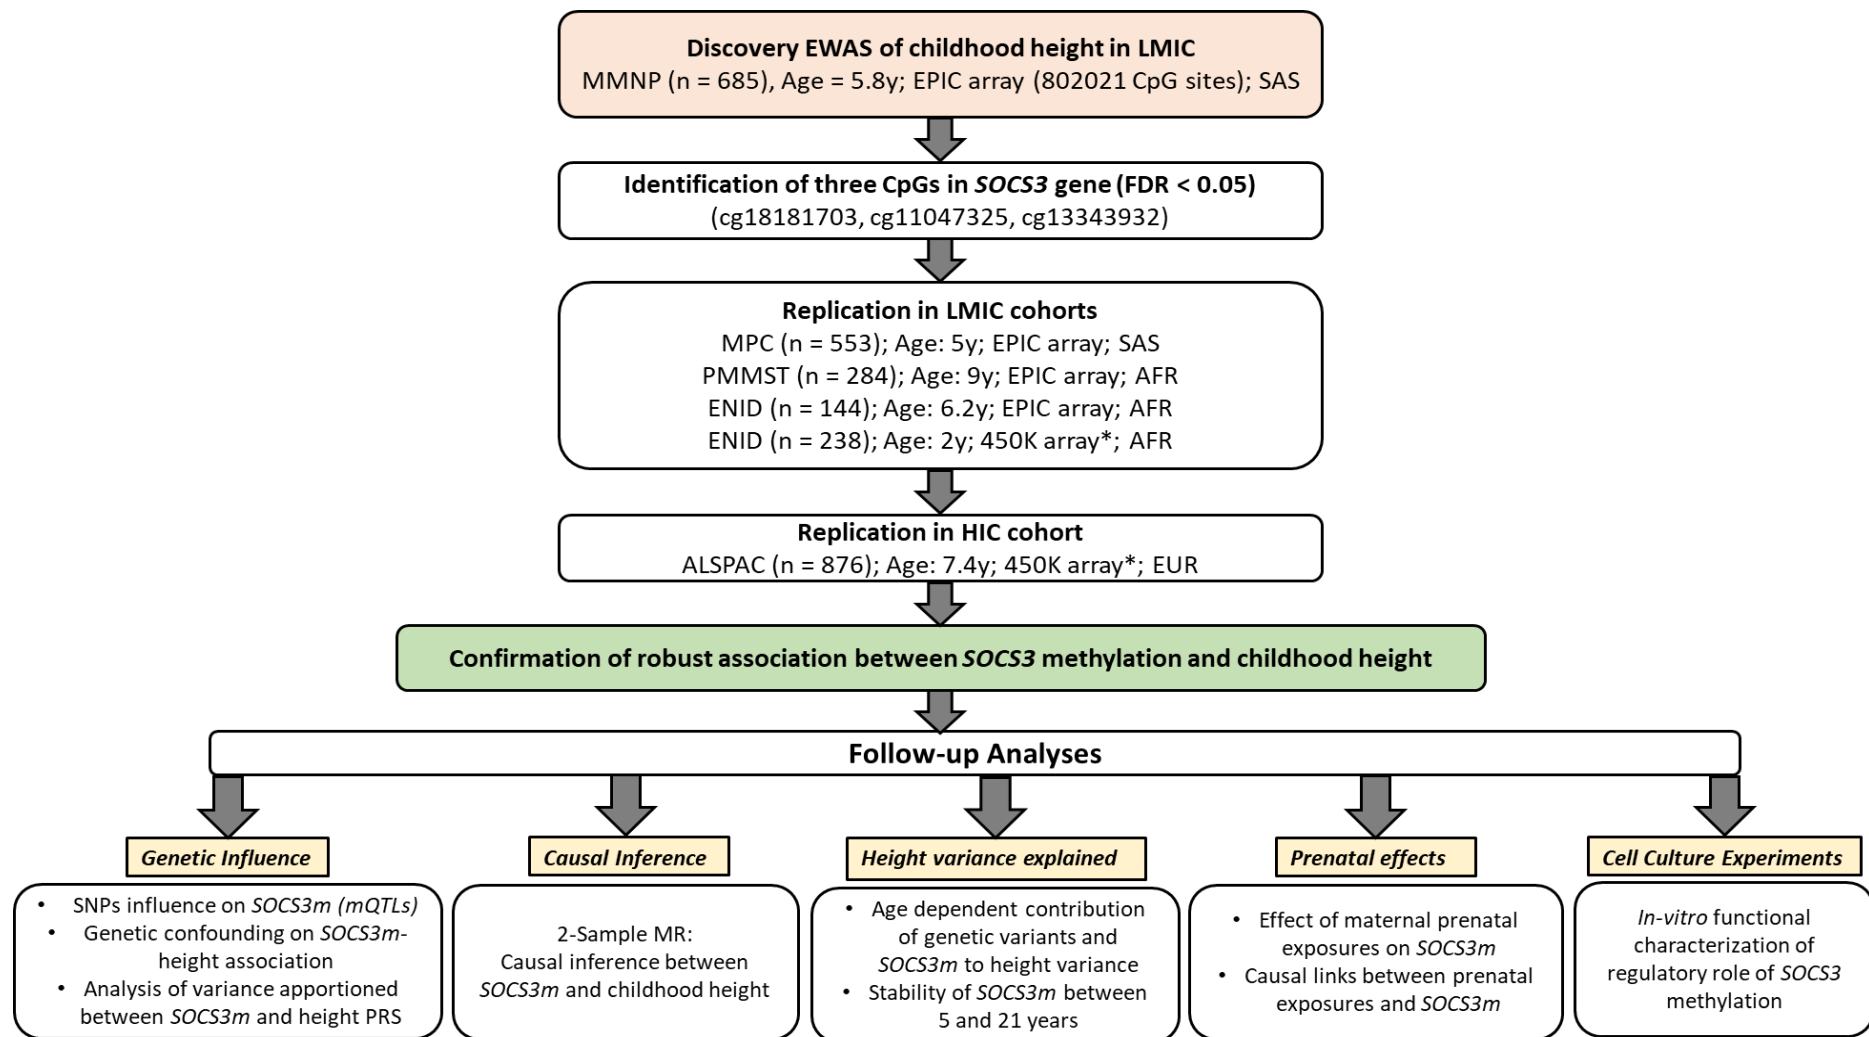 Discovery EWAS of childhood height in LMIC
MMNP (n = 685), Age = 5.8y; EPIC array (802021 CpG sites); SAS
Identification of three CpGs in SOCS3 gene (FDR < 0.05)
(cg18181703, cg11047325, cg13343932)
Replication in LMIC cohorts
MPC (n = 553); Age: 5y; EPIC array; SAS
PMMST (n = 284); Age: 9y; EPIC array; AFR
ENID (n = 144); Age: 6.2y; EPIC array; AFR
ENID (n = 238); Age: 2y; 450K array*; AFR
Replication in HIC cohort
ALSPAC (n = 876); Age: 7.4y; 450K array*; EUR
Confirmation of robust association between SOCS3 methylation and childhood height
Follow-up Analyses
Genetic Influence
• SNPs influence on SOCS3m (mQTLs)
• Genetic confounding on SOCS3m-
height association
• Analysis of variance apportioned
between SOCS3m and height PRS
Causal Inference
2-Sample MR:
Causal inference between
SOCS3m and childhood height
Height variance explained
• Age dependent contribution
of genetic variants and
SOCS3m to height variance
• Stability of SOCS3m between
5 and 21 years
Prenatal effects
• Effect of maternal prenatal
exposures on SOCS3m
• Causal links between prenatal
exposures and SOCS3m
Cell Culture Experiments
In-vitro functional
characterization of
regulatory role of SOCS3
methylation